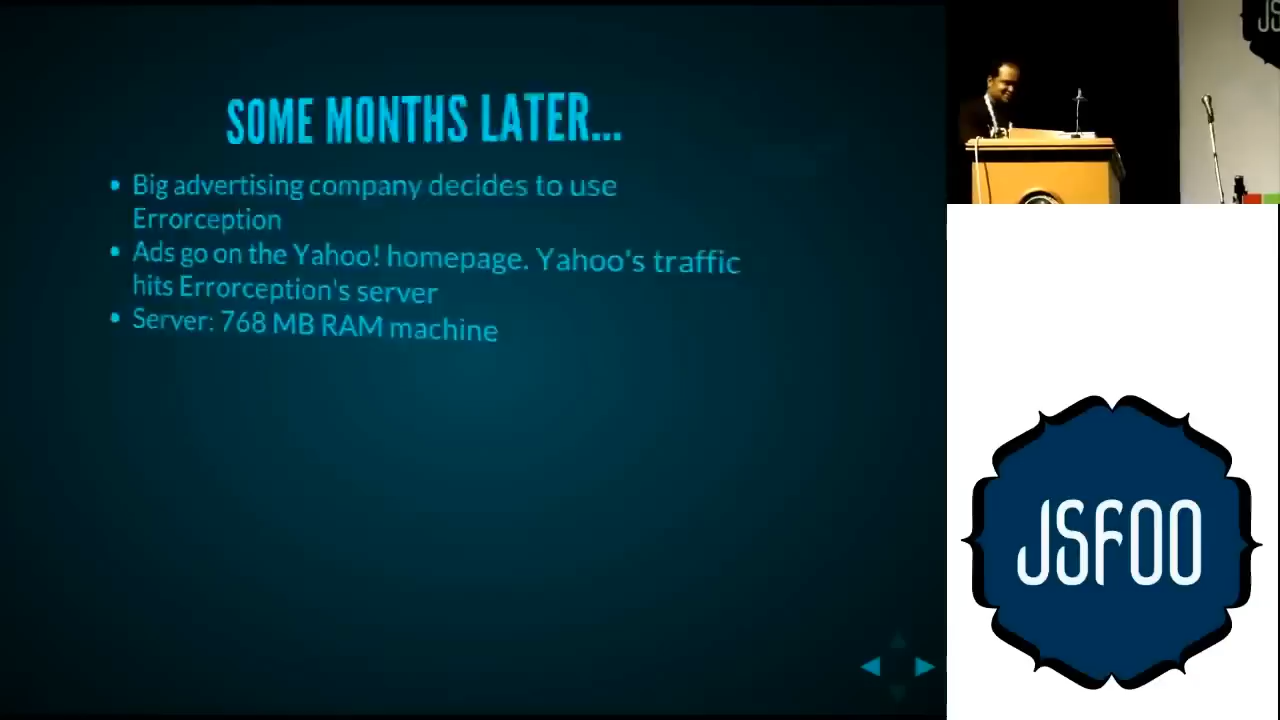 SOME MONTHS LATER...
• Big advertising company decides to use
Errorception
• Ads go on the Yahoo! homepage. Yahoo's traffic
hits Errorception's server
• Server: 768 MB RAM machine
JS
JSFOO